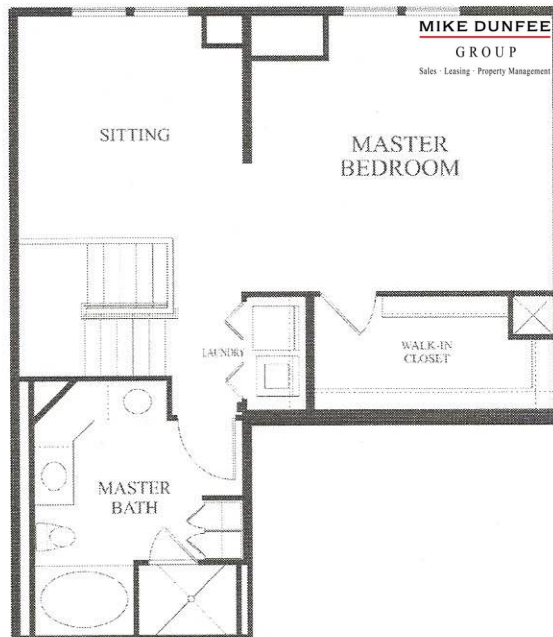 MIKE DUNFEE
GROUP
Sales - Leasing - Property Management
SITTING
MASTER
BEDROOM
LAUNDRY
WALK-IN
CLOSET
MASTER
BATH